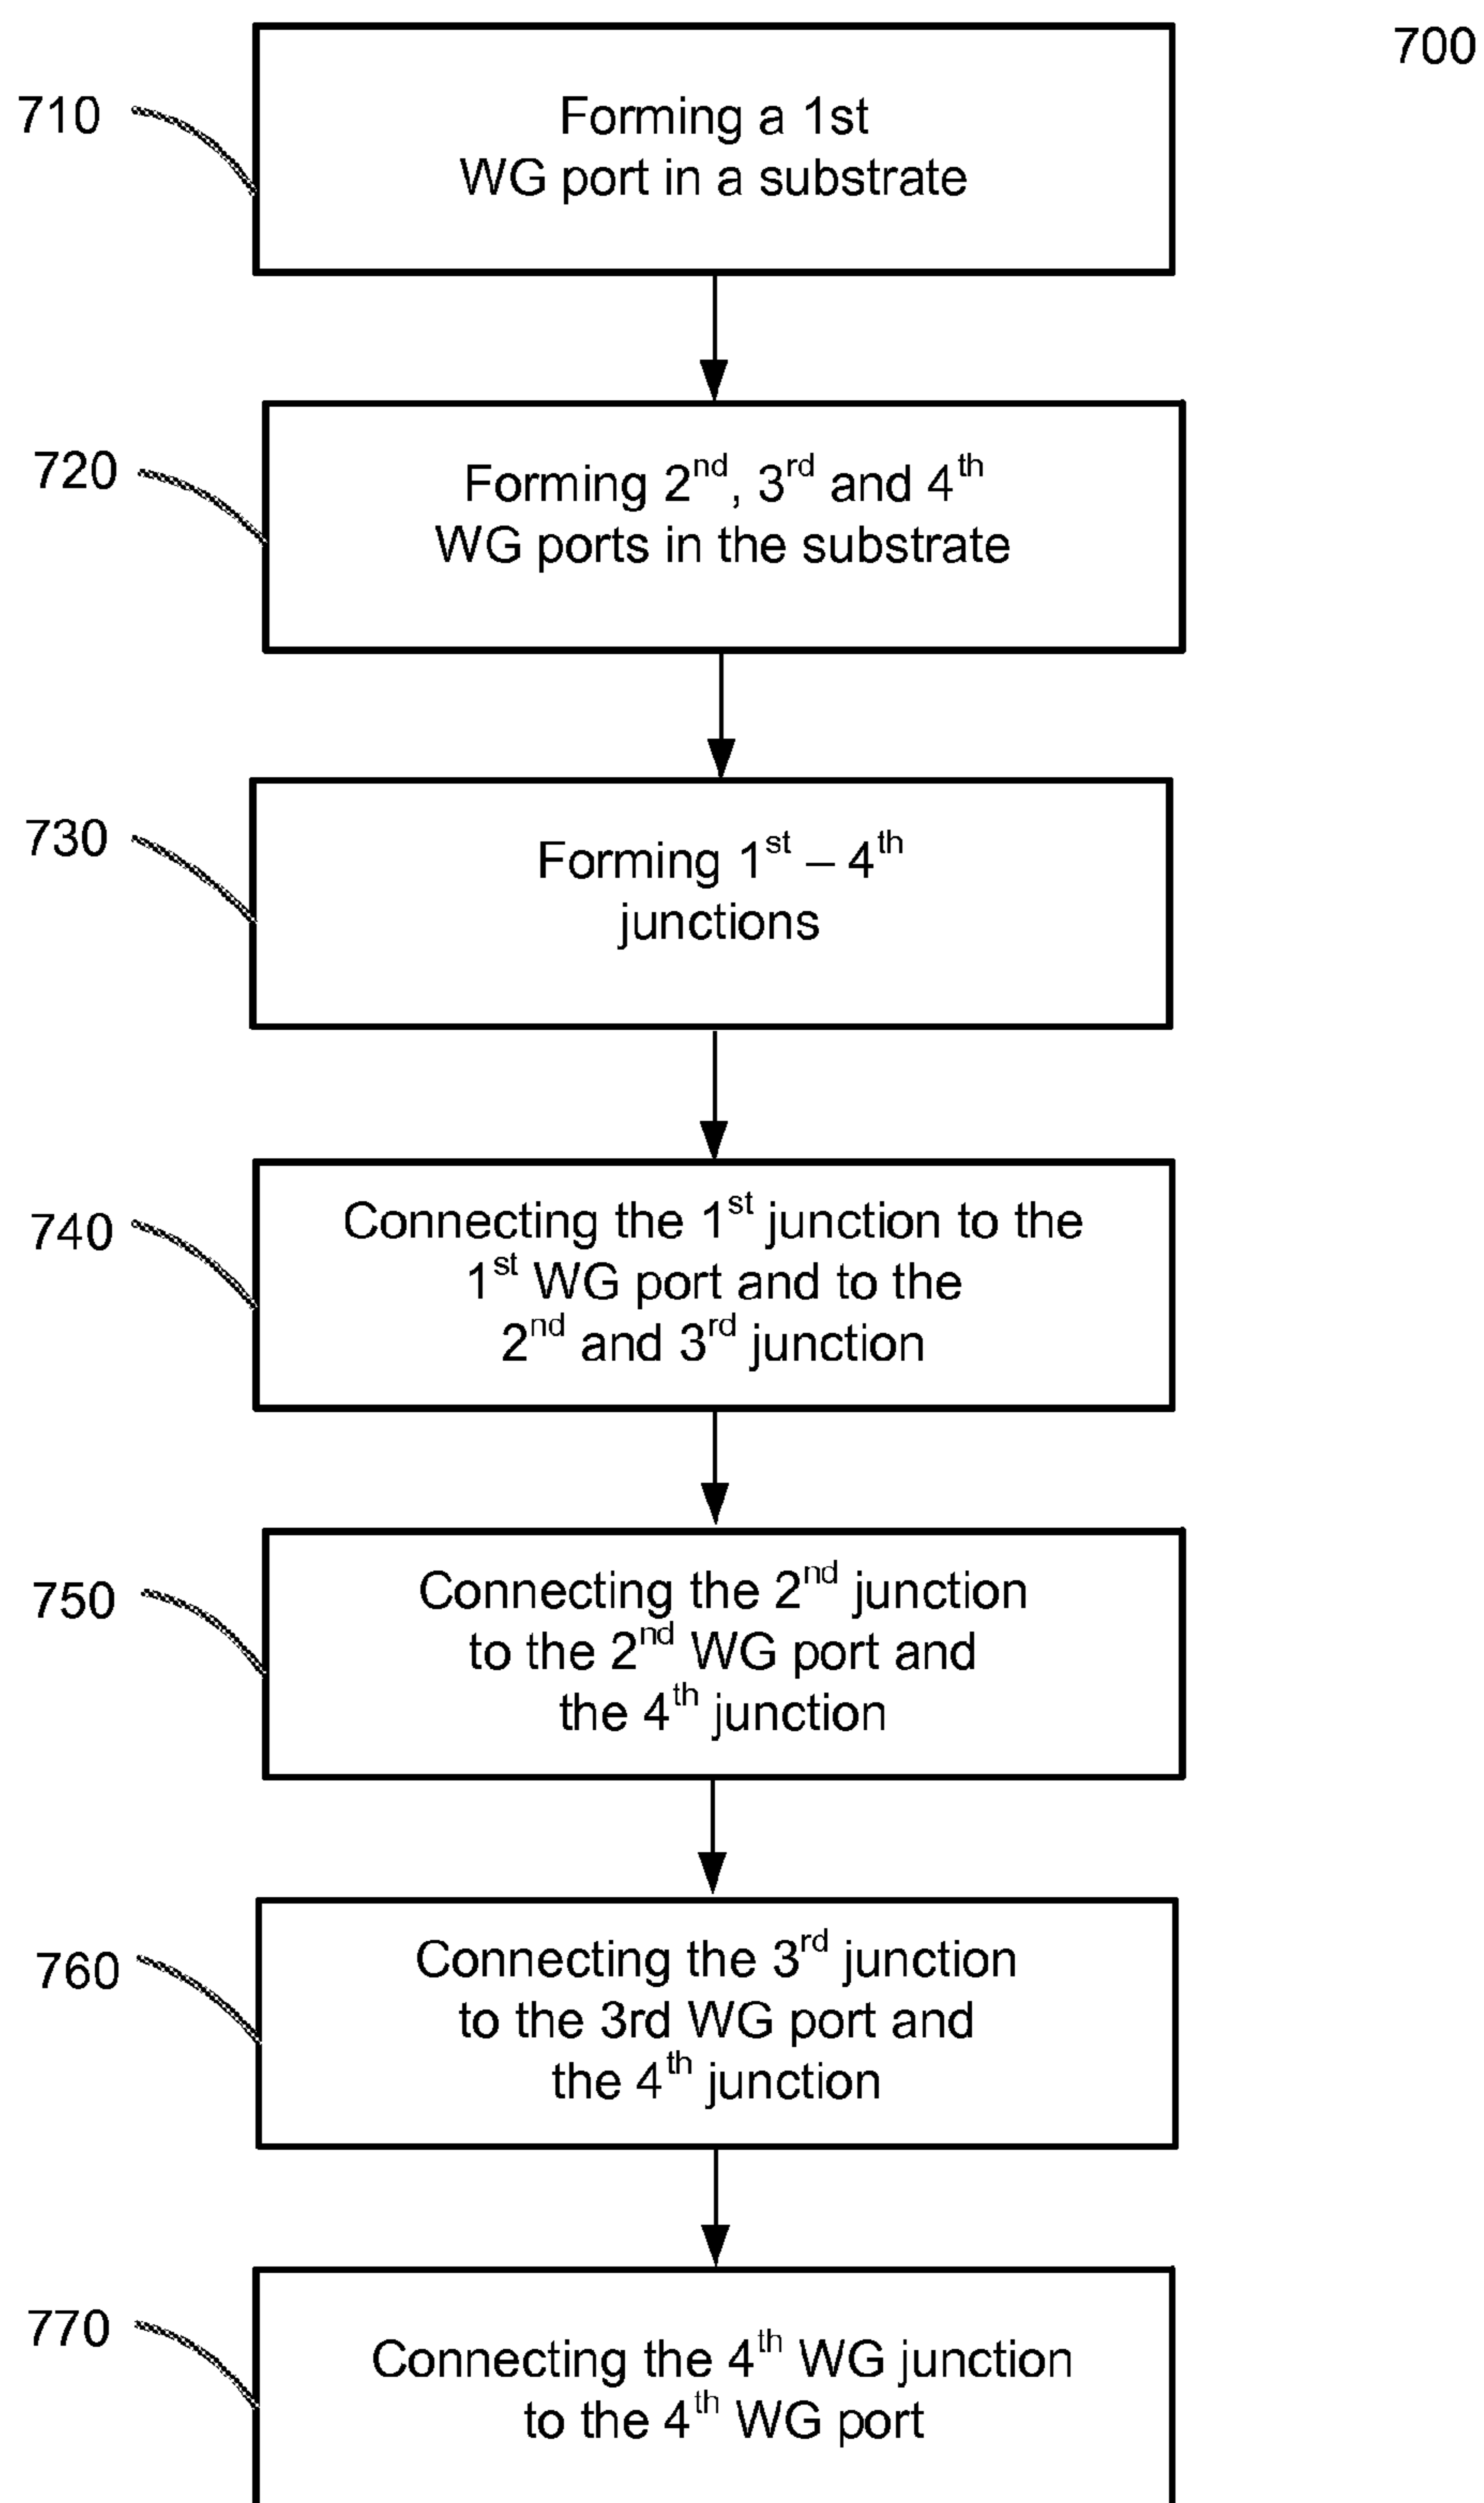 700
710
Forming a 1st
WG port in a substrate
720
Forming 2nd, 3rd and 4th
WG ports in the substrate
730
Forming 1st – 4th
junctions
740
Connecting the 1st junction to the
1st WG port and to the
2nd and 3rd junction
750
Connecting the 2nd junction
to the 2nd WG port and
the 4th junction
760
Connecting the 3rd junction
to the 3rd WG port and
the 4th junction
770
Connecting the 4th WG junction
to the 4th WG port